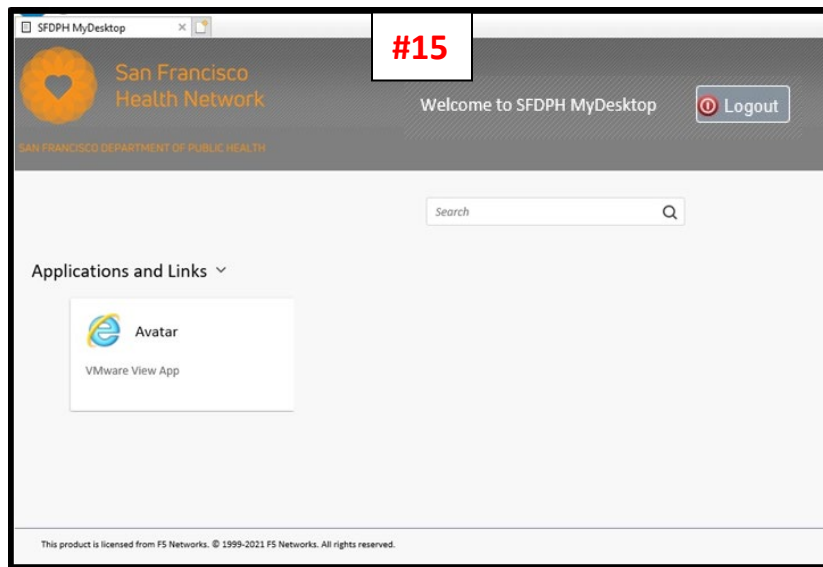 SFDPH MyDesktop
#15
San Francisco
Health Network
SAN FRANCISCO DEPARTMENT OF PUBLIC HEALTH
Welcome to SFDPH MyDesktop
Logout
Search
Applications and Links
Avatar
VMware View App
This product is licensed from F5 Networks. © 1999-2021 F5 Networks. All rights reserved.